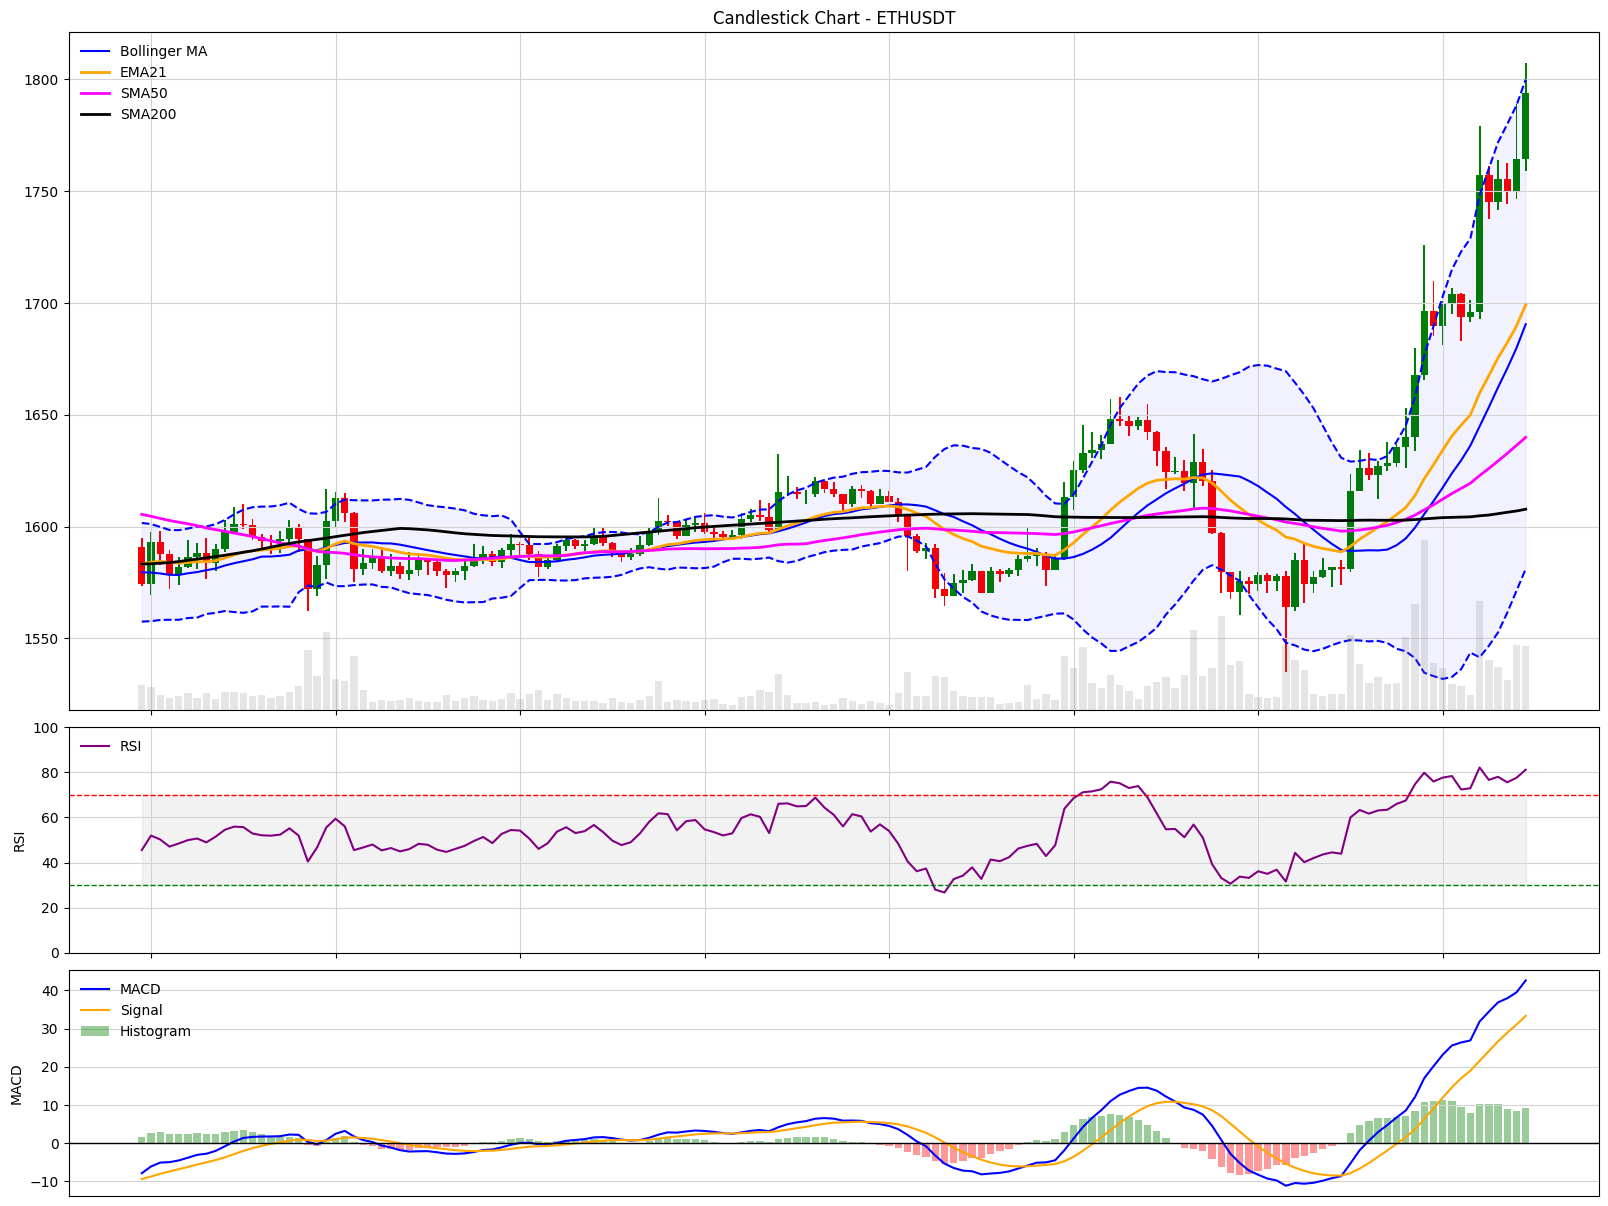 Candlestick Chart - ETHUSDT
Bollinger MA
EMA21
SMA50
SMA200
1800
1750
1700
1650
1600
1550
RSI
100
80
60
40
20
0
RSI
MACD
Signal
Histogram
40
30
20
10
0
−10
MACD